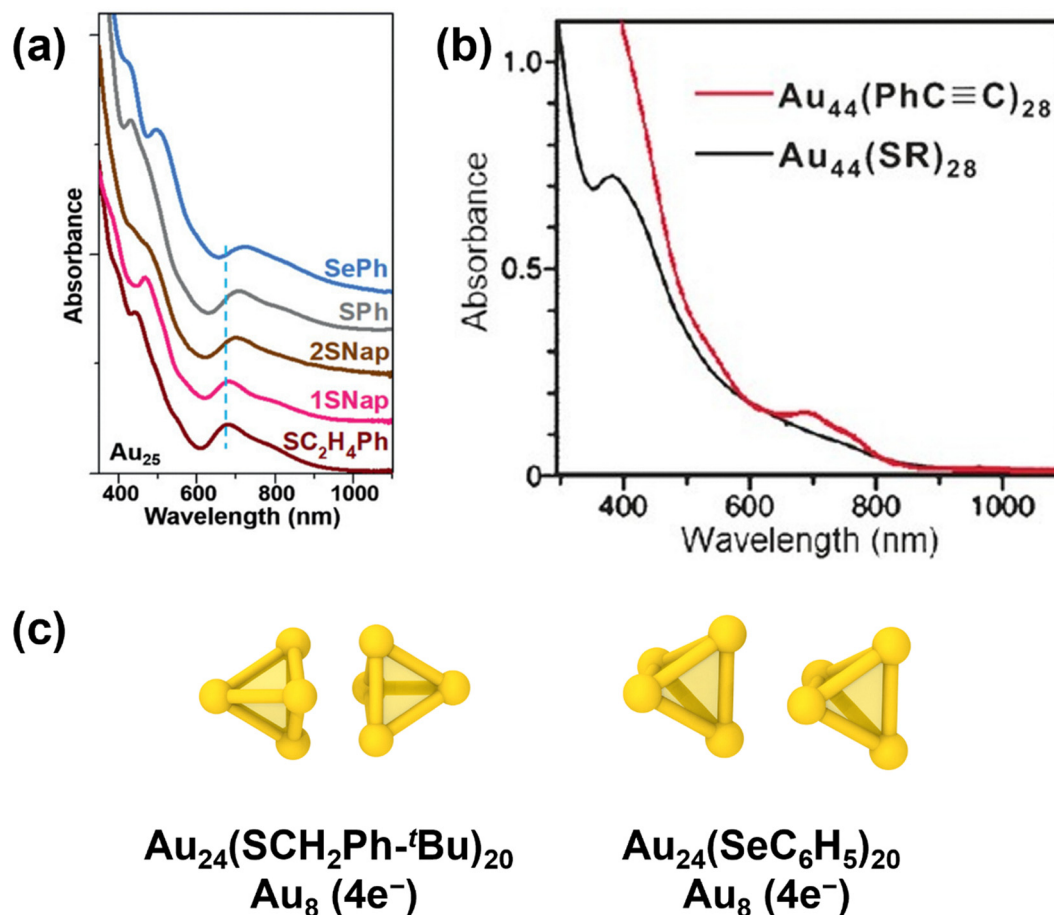 (a)
Absorbance
SePh
SPh
2SNap
1SNap
SC₂H₄Ph
Au₂₅
400 600 800 1000
Wavelength (nm)
(b)
Absorbance
1.0
0.5
0
Au₄₄(PhC≡C)₂₈
Au₄₄(SR)₂₈
400 600 800 1000
Wavelength (nm)
(c)
Au₂₄(SCH₂Ph-ᵗBu)₂₀
Au₈ (4e⁻)
Au₂₄(SeC₆H₅)₂₀
Au₈ (4e⁻)